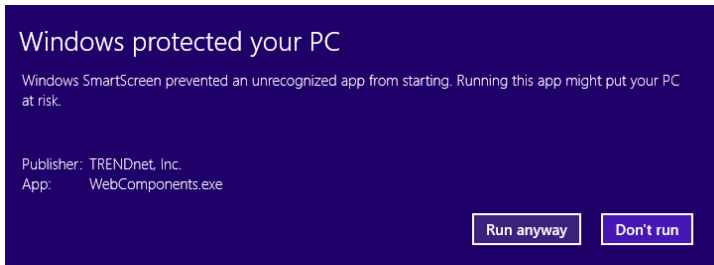 Windows protected your PC
Windows SmartScreen prevented an unrecognized app from starting. Running this app might put your PC
at risk.
Publisher: TRENDnet, Inc.
App: WebComponents.exe
Run anyway Don't run